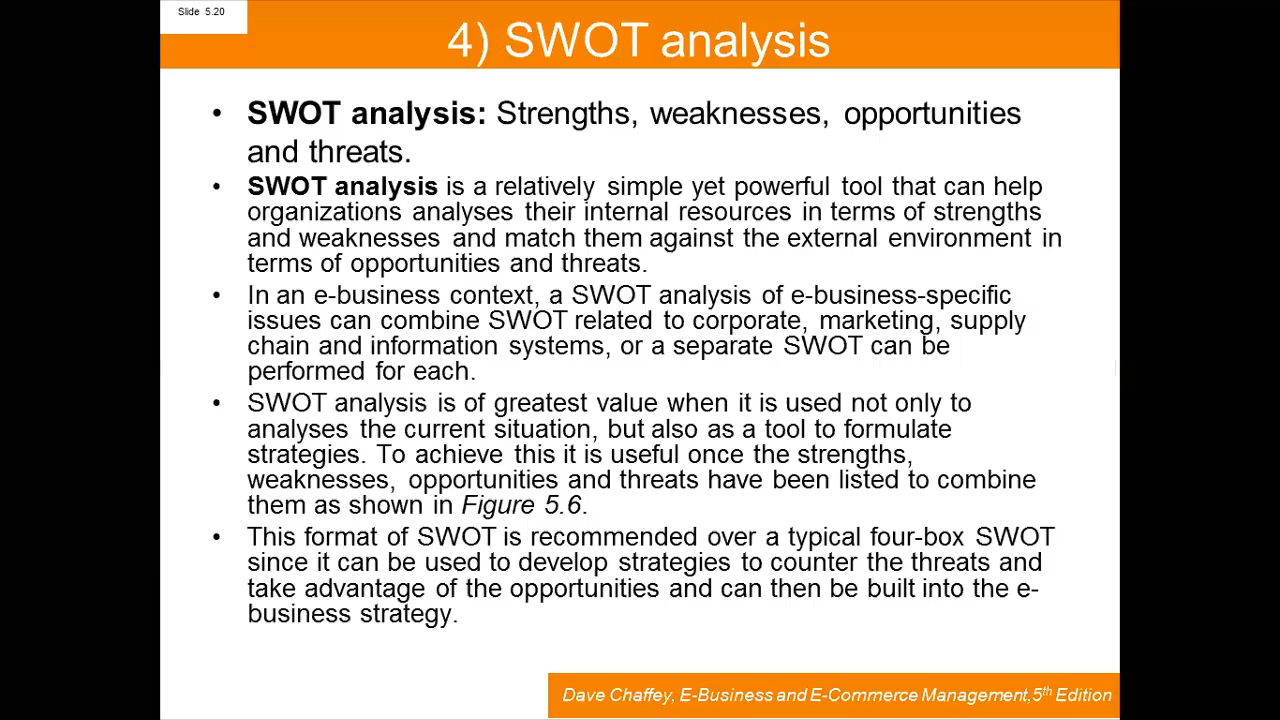 Slide 5.20
4) SWOT analysis
• SWOT analysis: Strengths, weaknesses, opportunities
and threats.
• SWOT analysis is a relatively simple yet powerful tool that can help
organizations analyses their internal resources in terms of strengths
and weaknesses and match them against the external environment in
terms of opportunities and threats.
• In an e-business context, a SWOT analysis of e-business-specific
issues can combine SWOT related to corporate, marketing, supply
chain and information systems, or a separate SWOT can be
performed for each.
• SWOT analysis is of greatest value when it is used not only to
analyses the current situation, but also as a tool to formulate
strategies. To achieve this it is useful once the strengths,
weaknesses, opportunities and threats have been listed to combine
them as shown in Figure 5.6.
• This format of SWOT is recommended over a typical four-box SWOT
since it can be used to develop strategies to counter the threats and
take advantage of the opportunities and can then be built into the e-
business strategy.
Dave Chaffey, E-Business and E-Commerce Management,5th Edition